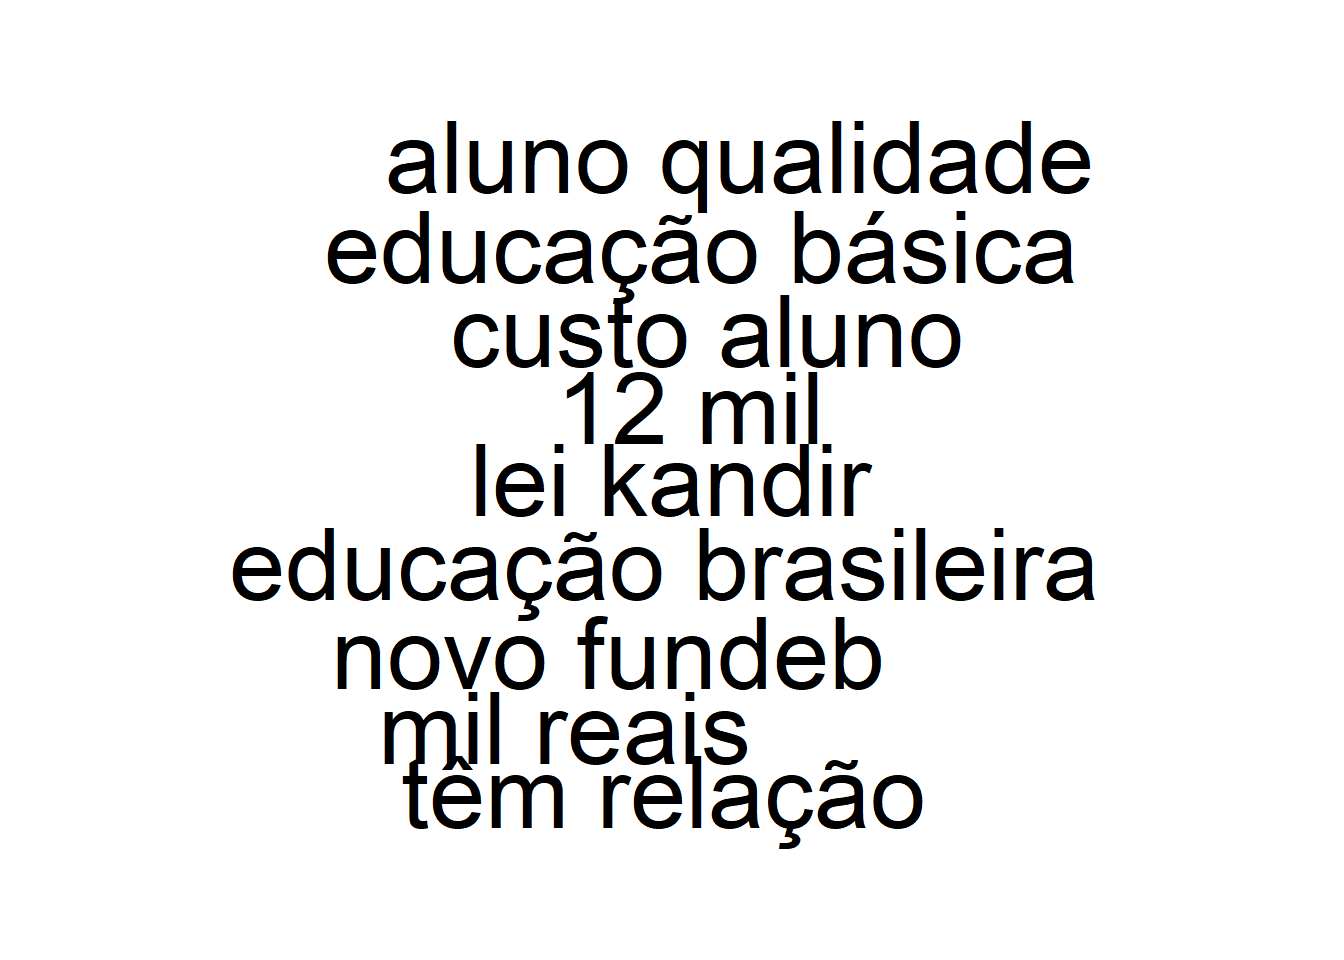 aluno qualidade
educação básica
custo aluno
12 mil
lei kandir
educação brasileira
novo fundeb
mil reais
têm relação